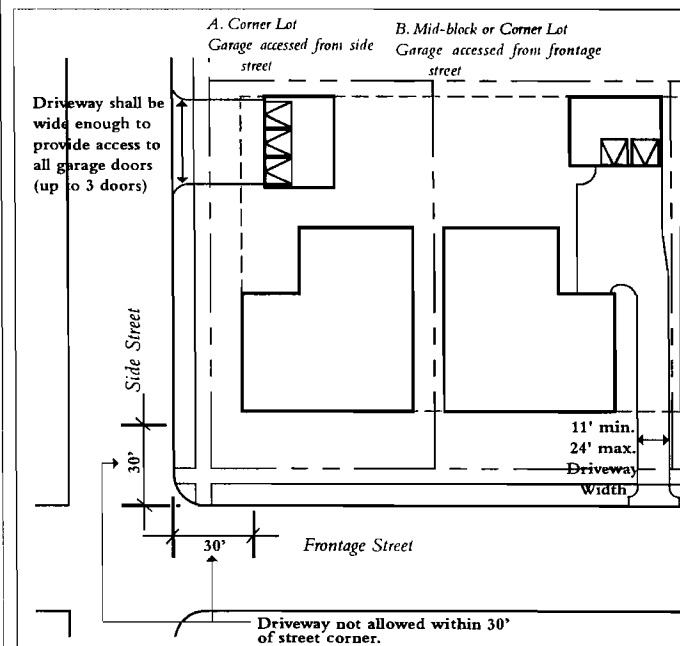 A. Corner Lot
Garage accessed from side
street
B. Mid-block or Corner Lot
Garage accessed from frontage
street
Driveway shall be
wide enough to
provide access to
all garage doors
(up to 3 doors)
Side Street
30'
11' min.
24' max.
Driveway
Width
30'
Frontage Street
Driveway not allowed within 30'
of street corner.